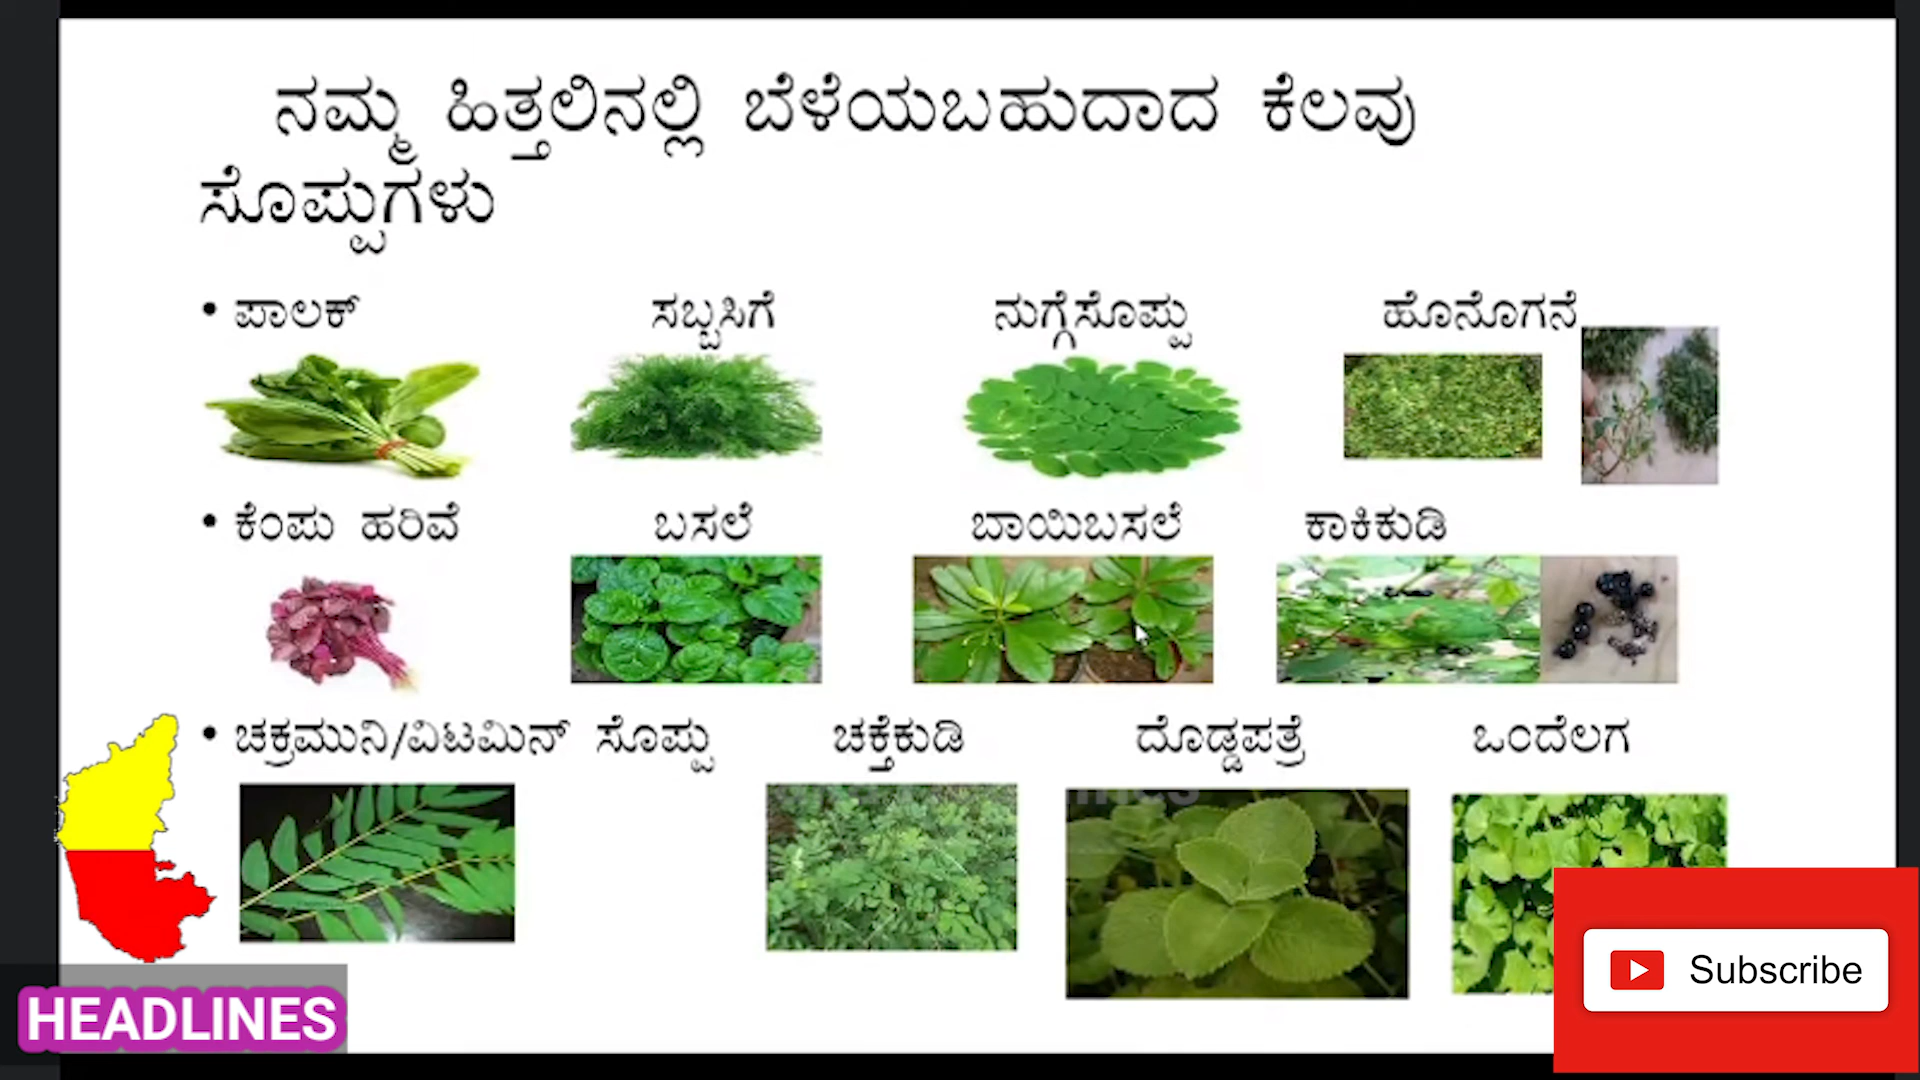 ನಮ್ಮ ಹಿತ್ತಲಿನಲ್ಲಿ ಬೆಳೆಯಬಹುದಾದ ಕೆಲವು
ಸೊಪ್ಪುಗಳು
• ಪಾಲಕ್ ಸಬ್ಬಸಿಗೆ ನುಗ್ಗೆಸೊಪ್ಪು ಹೊನೊಗನೆ
• ಕೆಂಪು ಹರಿವೆ ಬಸಲೆ ಬಾಯಿಬಸಲೆ ಕಾಕಿಕುಡಿ
• ಚಕ್ರಮುನಿ/ವಿಟಮಿನ್ ಸೊಪ್ಪು ಚಕ್ತೆಕುಡಿ ದೊಡ್ಡಪತ್ರೆ ಒಂದೆಲಗ
HEADLINES
Subscribe